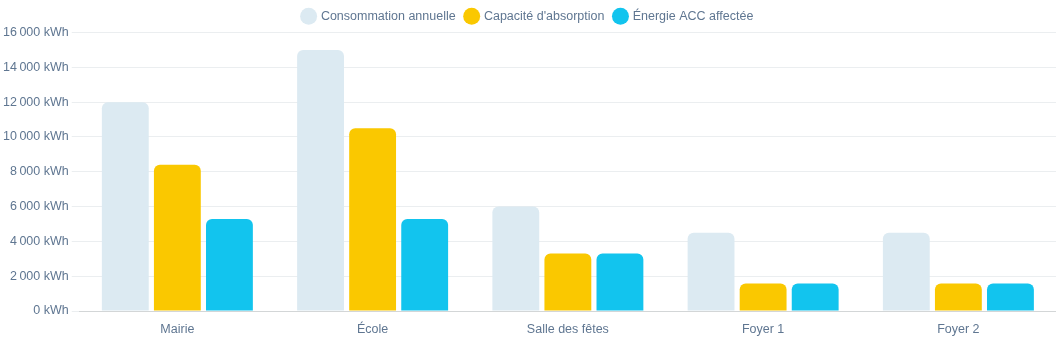 Consommation annuelle Capacité d'absorption Énergie ACC affectée
16 000 kWh
14 000 kWh
12 000 kWh
10 000 kWh
8 000 kWh
6 000 kWh
4 000 kWh
2 000 kWh
0 kWh
Mairie École Salle des fêtes Foyer 1 Foyer 2